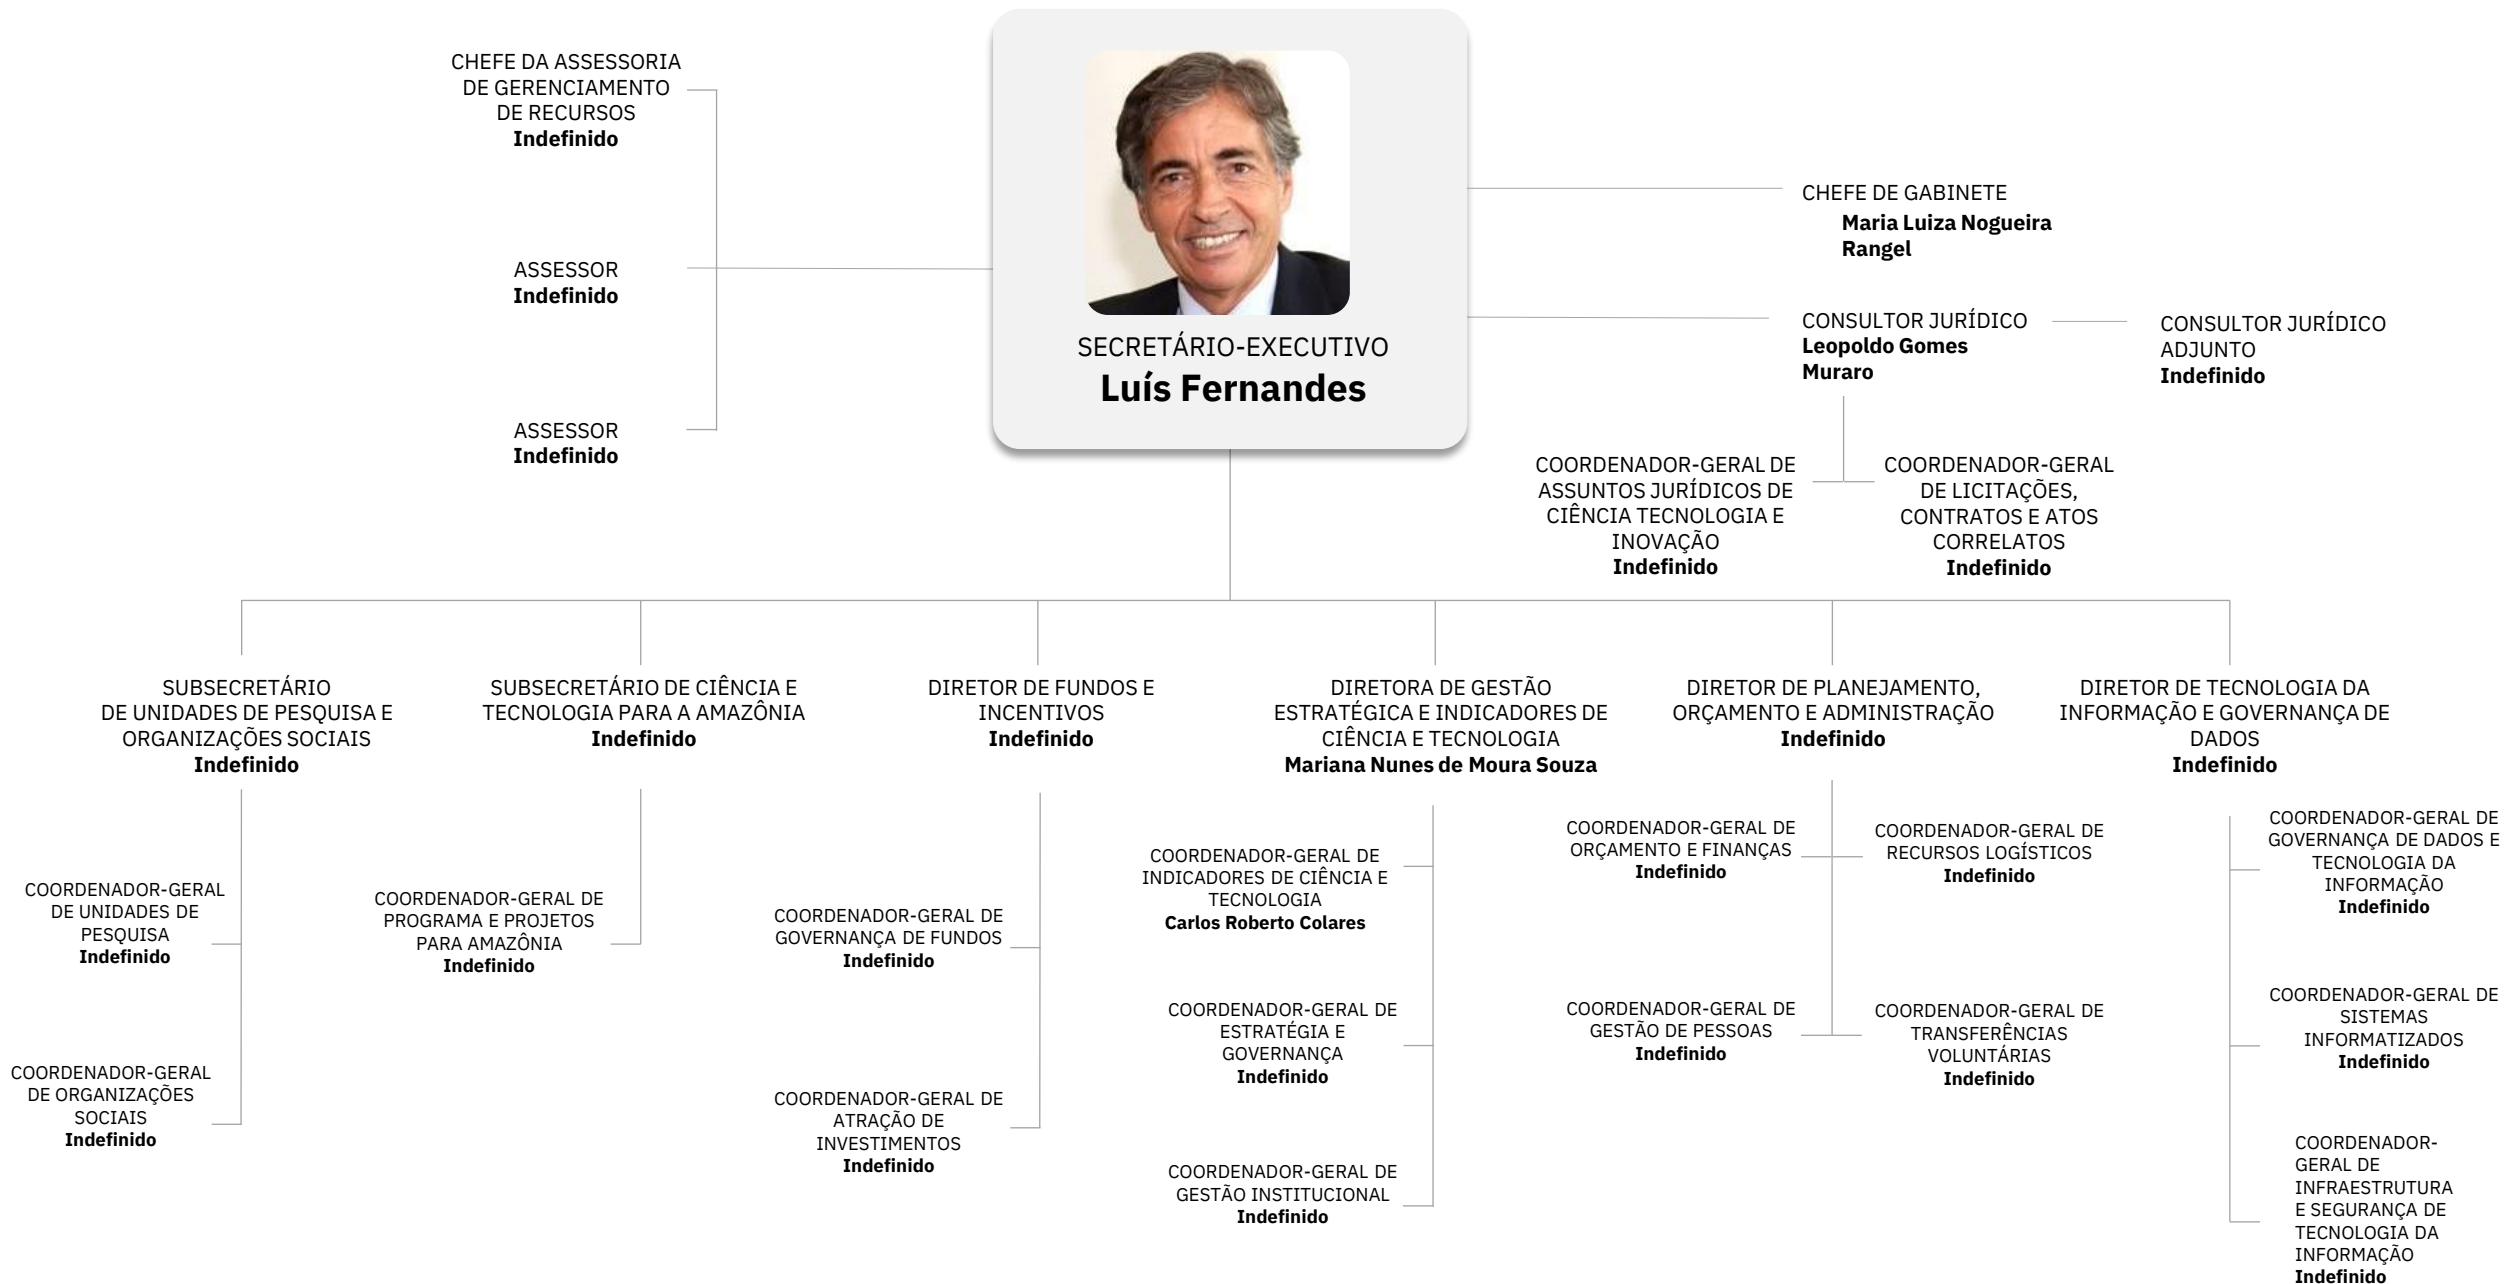 CHEFE DA ASSESSORIA
DE GERENCIAMENTO
DE RECURSOS
Indefinido
ASSESSOR
Indefinido
ASSESSOR
Indefinido
SECRETÁRIO-EXECUTIVO
Luís Fernandes
CHEFE DE GABINETE
Maria Luiza Nogueira
Rangel
CONSULTOR JURÍDICO
Leopoldo Gomes
Muraro
CONSULTOR JURÍDICO
ADJUNTO
Indefinido
COORDENADOR-GERAL DE
ASSUNTOS JURÍDICOS DE
CIÊNCIA TECNOLOGIA E
INOVAÇÃO
Indefinido
COORDENADOR-GERAL
DE LICITAÇÕES,
CONTRATOS E ATOS
CORRELATOS
Indefinido
SUBSECRETÁRIO
DE UNIDADES DE PESQUISA E
ORGANIZAÇÕES SOCIAIS
Indefinido
COORDENADOR-GERAL
DE UNIDADES DE
PESQUISA
Indefinido
COORDENADOR-GERAL
DE ORGANIZAÇÕES
SOCIAIS
Indefinido
SUBSECRETÁRIO DE CIÊNCIA E
TECNOLOGIA PARA A AMAZÔNIA
Indefinido
COORDENADOR-GERAL DE
PROGRAMA E PROJETOS
PARA AMAZÔNIA
Indefinido
DIRETOR DE FUNDOS E
INCENTIVOS
Indefinido
COORDENADOR-GERAL DE
GOVERNANÇA DE FUNDOS
Indefinido
COORDENADOR-GERAL DE
ATRAÇÃO DE
INVESTIMENTOS
Indefinido
DIRETORA DE GESTÃO
ESTRATÉGICA E INDICADORES DE
CIÊNCIA E TECNOLOGIA
Mariana Nunes de Moura Souza
COORDENADOR-GERAL DE
INDICADORES DE CIÊNCIA E
TECNOLOGIA
Carlos Roberto Colares
COORDENADOR-GERAL DE
ESTRATÉGIA E
GOVERNANÇA
Indefinido
COORDENADOR-GERAL DE
GESTÃO INSTITUCIONAL
Indefinido
DIRETOR DE PLANEJAMENTO,
ORÇAMENTO E ADMINISTRAÇÃO
Indefinido
COORDENADOR-GERAL DE
ORÇAMENTO E FINANÇAS
Indefinido
COORDENADOR-GERAL DE
RECURSOS LOGÍSTICOS
Indefinido
COORDENADOR-GERAL DE
GESTÃO DE PESSOAS
Indefinido
COORDENADOR-GERAL DE
TRANSFERÊNCIAS
VOLUNTÁRIAS
Indefinido
DIRETOR DE TECNOLOGIA DA
INFORMAÇÃO E GOVERNANÇA DE
DADOS
Indefinido
COORDENADOR-GERAL DE
GOVERNANÇA DE DADOS E
TECNOLOGIA DA
INFORMAÇÃO
Indefinido
COORDENADOR-GERAL DE
SISTEMAS
INFORMATIZADOS
Indefinido
COORDENADOR-
GERAL DE
INFRAESTRUTURA
E SEGURANÇA DE
TECNOLOGIA DA
INFORMAÇÃO
Indefinido